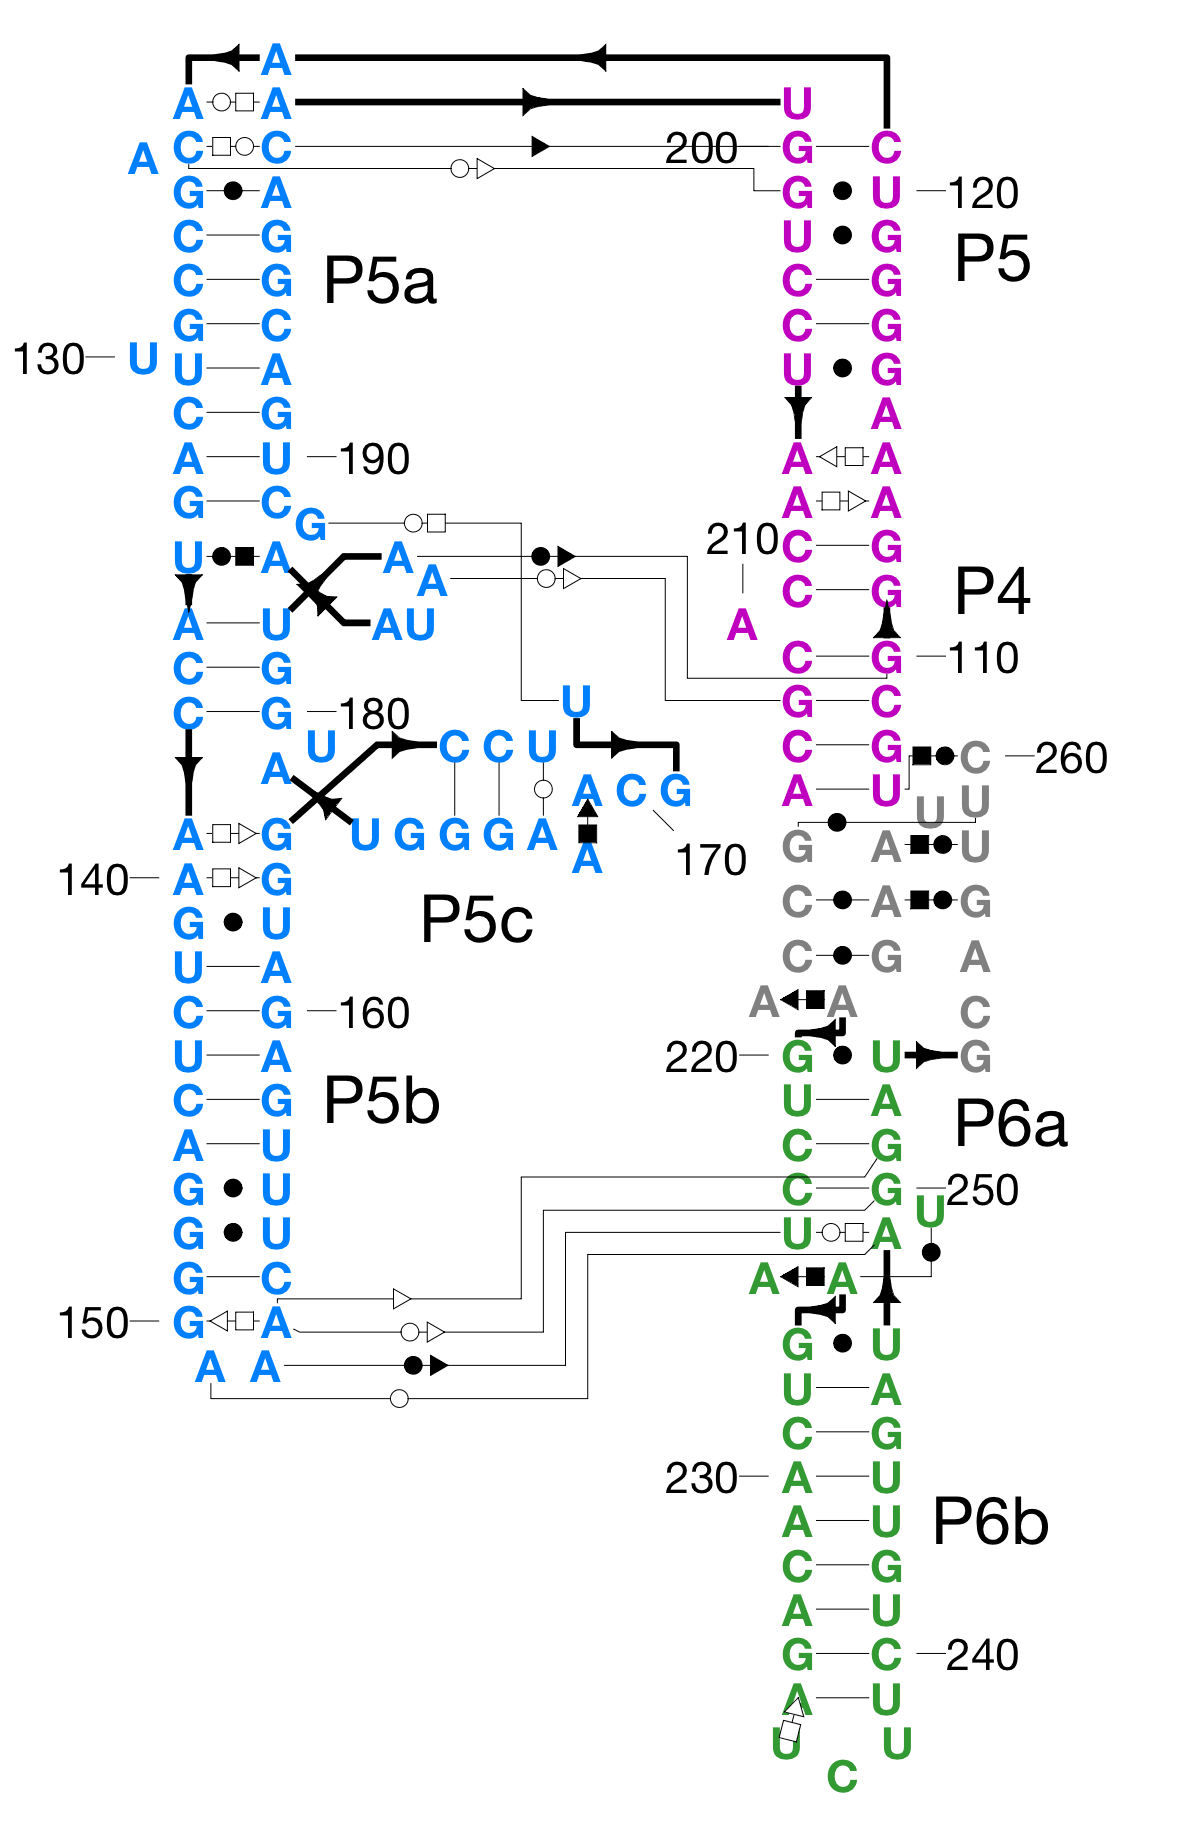 A
A A U
A C C 200 G C
G A G U 120
C G U G P5
C G P5a C G
G C C G
130 U U A U G
C G A
A U 190 A A
G C G A A
210 C G
U A A A C G P4
A U AU A
C G C G 110
U G C
C G 180 U C C U C G C 260
A A C G A U U U
A G U G G G A A 170 G A U
140 A G P5c
G U C A G
U A C G A
C G 160 A A C
U A 220 G U G
C G P5b U A P6a
A U C G
G U C G 250
G U U A U
G C A A
150 G A G U
A A
U A
C G
230 A U
A U P6b
C G
A U
G C 240
A U
U U
C